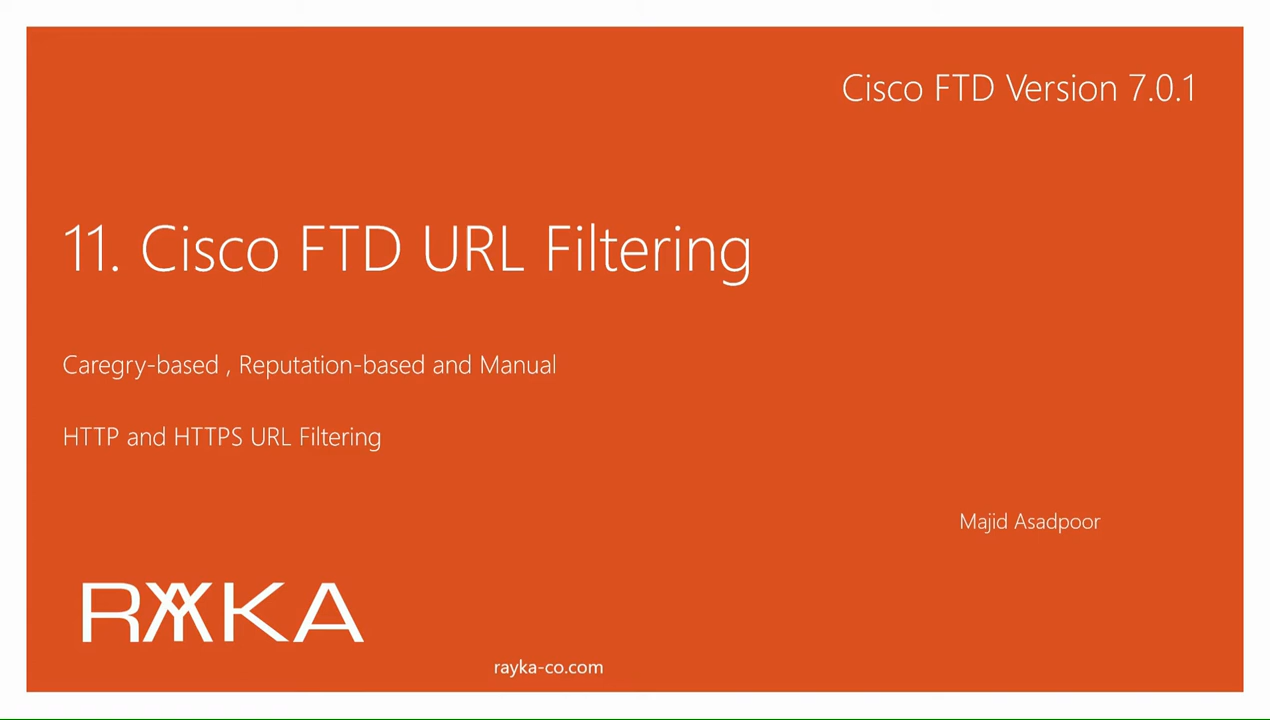 Cisco FTD Version 7.0.1
11. Cisco FTD URL Filtering
Caregry-based , Reputation-based and Manual
HTTP and HTTPS URL Filtering
Majid Asadpoor
RAYKA
rayka-co.com